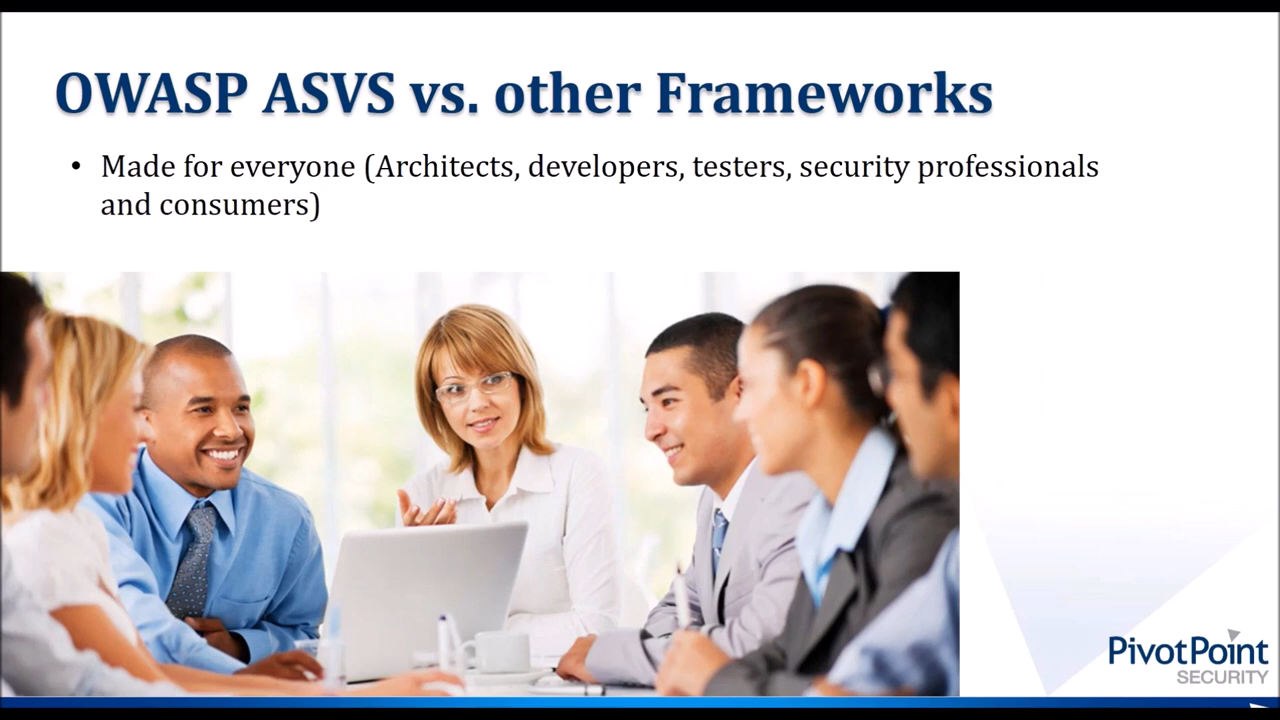 OWASP ASVS vs. other Frameworks
• Made for everyone (Architects, developers, testers, security professionals
and consumers)
PivotPoint
SECURITY